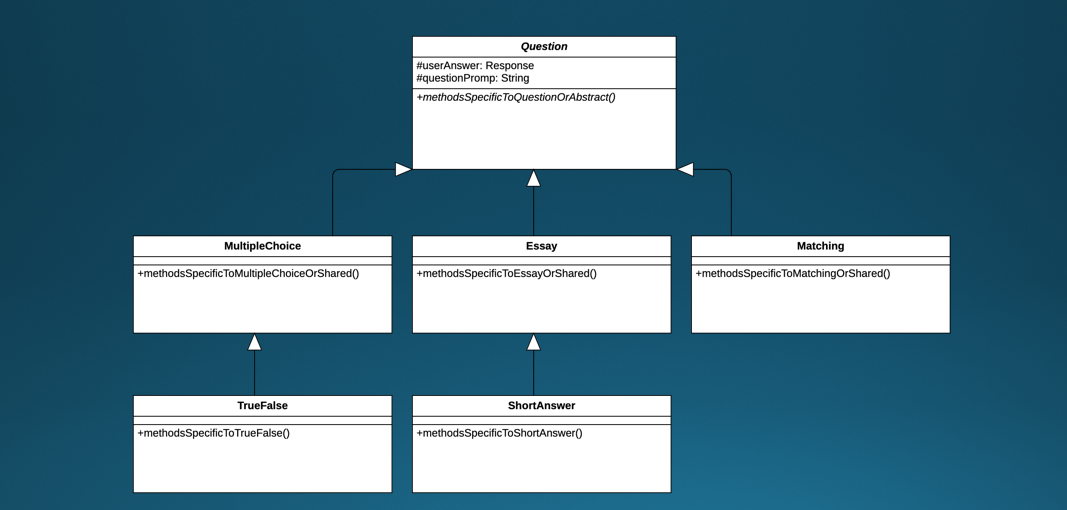 Question
#userAnswer: Response
#questionPromp: String
+methodsSpecificToQuestionOrAbstract()
MultipleChoice
+methodsSpecificToMultipleChoiceOrShared()
Essay
+methodsSpecificToEssayOrShared()
Matching
+methodsSpecificToMatchingOrShared()
TrueFalse
+methodsSpecificToTrueFalse()
ShortAnswer
+methodsSpecificToShortAnswer()